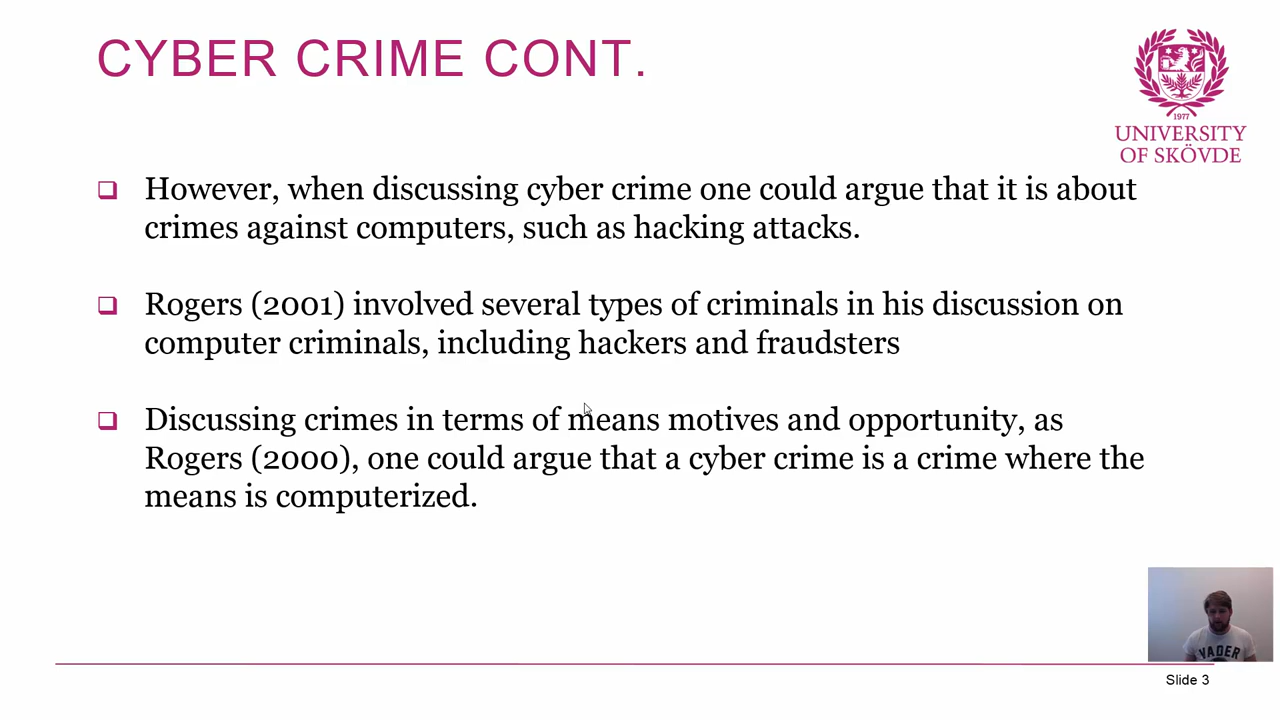 CYBER CRIME CONT.
1977
UNIVERSITY
OF SKÖVDE
However, when discussing cyber crime one could argue that it is about
crimes against computers, such as hacking attacks.
Rogers (2001) involved several types of criminals in his discussion on
computer criminals, including hackers and fraudsters
Discussing crimes in terms of means motives and opportunity, as
Rogers (2000), one could argue that a cyber crime is a crime where the
means is computerized.
VADER
Slide 3